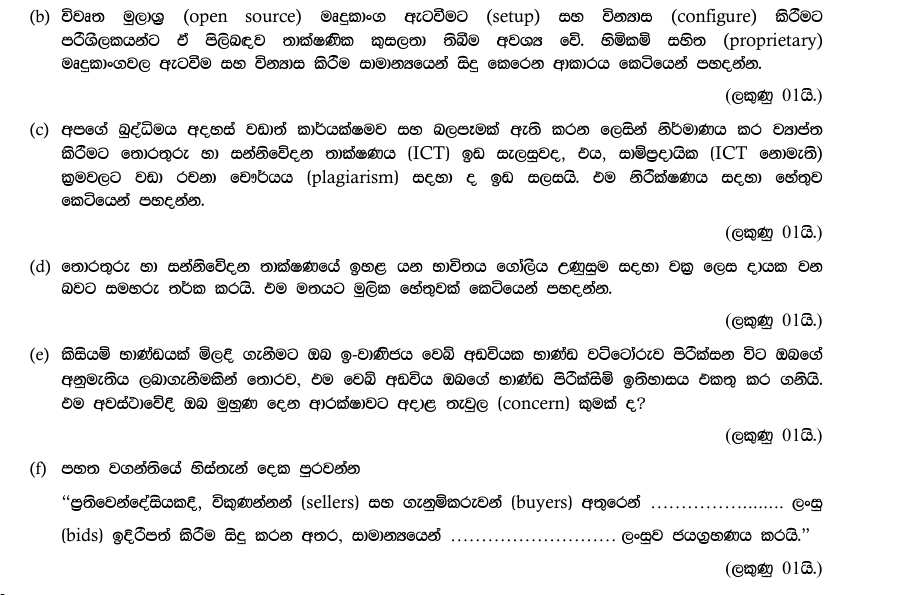 (b) විවෘත මූලාශ්‍ර (open source) මෘදුකාංග ඇටවීමට (setup) සහ වින්‍යාස (configure) කිරීමට
පරිශීලකයන්ට ඒ පිලිබඳව තාක්ෂණික කුසලතා තිබීම අවශ්‍ය වේ. හිමිකම් සහිත (proprietary)
මෘදුකාංගවල ඇටවීම සහ වින්‍යාස කිරීම සාමාන්‍යයෙන් සිදු කෙරෙන ආකාරය කෙටියෙන් පහදන්න.
(ලකුණු 01යි.)
(c) අපගේ බුද්ධිමය අදහස් වඩාත් කාර්යක්ෂමව සහ බලපෑමක් ඇති කරන ලෙසින් නිර්මාණය කර ව්‍යාප්ත
කිරීමට තොරතුරු හා සන්නිවේදන තාක්ෂණය (ICT) ඉඩ සැලසුවද, එය, සාම්ප්‍රදායික (ICT නොමැති)
ක්‍රමවලට වඩා රචනා චෞර්යය (plagiarism) සඳහා ද ඉඩ සලසයි. එම නිරීක්ෂණය සඳහා හේතුව
කෙටියෙන් පහදන්න.
(ලකුණු 01යි.)
(d) තොරතුරු හා සන්නිවේදන තාක්ෂණයේ ඉහළ යන භාවිතය ගෝලීය උණුසුම සඳහා වක්‍ර ලෙස දායක වන
බවට සමහරු තර්ක කරයි. එම මතයට මූලික හේතුවක් කෙටියෙන් පහදන්න.
(ලකුණු 01යි.)
(e) කිසියම් භාණ්ඩයක් මිලදී ගැනීමට ඔබ ඉ-වාණිජය වෙබ් අඩවියක භාණ්ඩ වට්ටෝරුව පිරික්සන විට ඔබගේ
අනුමැතිය ලබාගැනීමකින් තොරව, එම වෙබ් අඩවිය ඔබගේ භාණ්ඩ පිරික්සිම් ඉතිහාසය එකතු කර ගනියි.
එම අවස්ථාවේදී ඔබ මුහුණ දෙන ආරක්ෂාවට අදාළ තැවුල (concern) කුමක් ද?
(ලකුණු 01යි.)
(f) පහත වගන්තියේ හිස්තැන් දෙක පුරවන්න
“ප්‍රතිවෙන්දේසියකදී, විකුණන්නන් (sellers) සහ ගැනුම්කරුවන් (buyers) අතුරෙන් ....................... ලංසු
(bids) ඉදිරිපත් කිරීම සිදු කරන අතර, සාමාන්‍යයෙන් ........................... ලංසුව ජයග්‍රහණය කරයි.”
(ලකුණු 01යි.)